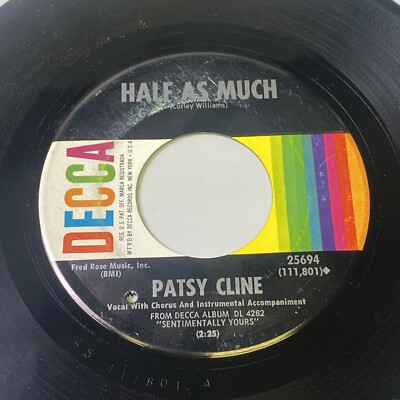 HALF AS MUCH
(Curley Williams)
DECCA
REG. U.S. PAT. OFF. MARCA REGISTRADA
MF'R'D BY DECCA RECORDS INC. NEW YORK - U.S.A
25694
(111,801)◆
Fred Rose Music, Inc.
(BMI)
PATSY CLINE
Vocal With Chorus And Instrumental Accompaniment
FROM DECCA ALBUM DL 4282
"SENTIMENTALLY YOURS"
(2:25)